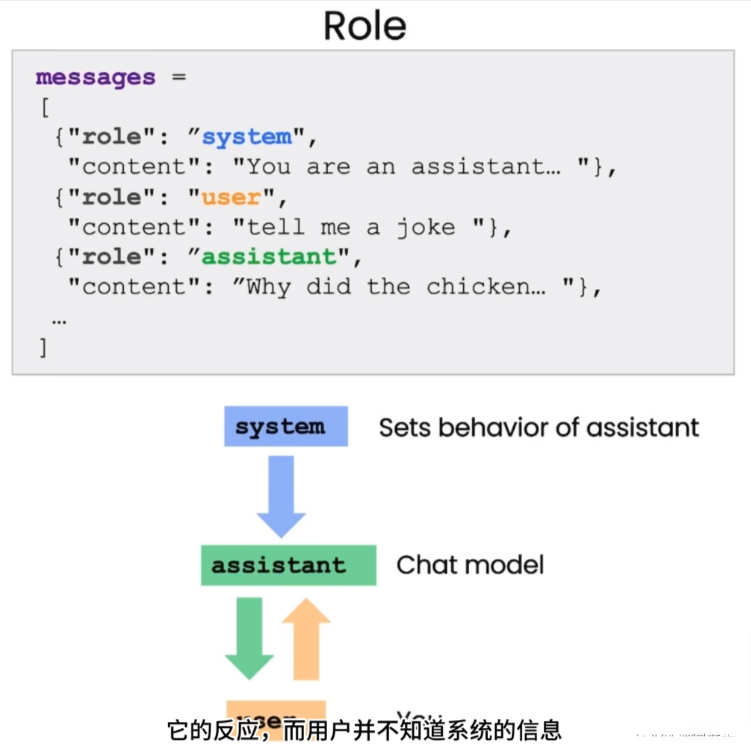 Role
messages =
[
{"role": "system",
"content": "You are an assistant… "},
{"role": "user",
"content": "tell me a joke "},
{"role": "assistant",
"content": "Why did the chicken… "},
…
]
system Sets behavior of assistant
assistant Chat model
user You
它的反应，而用户并不知道系统的信息